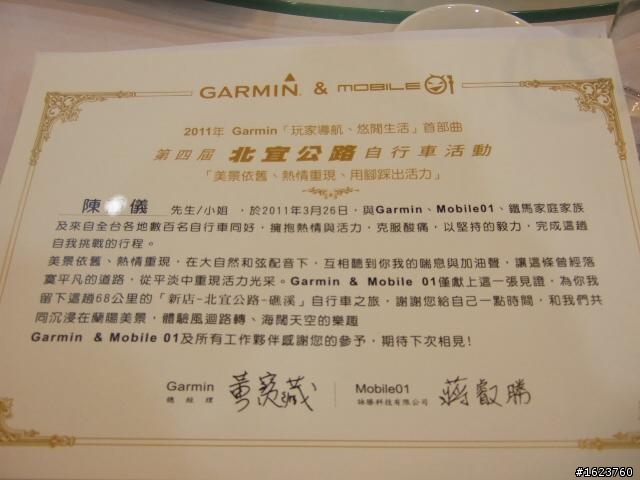 GARMIN & MOBILE01
2011年 Garmin「玩家導航、悠閒生活」首部曲
第四屆 北宜公路 自行車活動
「美景依舊、熱情重現、用腳踩出活力」
陳 儀 先生/小姐 ，於2011年3月26日，與Garmin、Mobile01、鐵馬家庭家族
及來自全台各地數百名自行車同好，擁抱熱情與活力，克服酸痛，以堅持的毅力，完成這趟
自我挑戰的行程。
美景依舊、熱情重現，在大自然和弦配音下，互相聽到你我的喘息與加油聲，讓這條曾經落
寞平凡的道路，從平淡中重現活力光采。Garmin & Mobile 01僅獻上這一張見證，為你我
留下這趟68公里的「新店-北宜公路-礁溪」自行車之旅，謝謝您給自己一點時間，和我們共
同沉浸在蘭陽美景，體驗風迴路轉、海闊天空的樂趣
Garmin & Mobile 01及所有工作夥伴感謝您的參予，期待下次相見!
Garmin 黃寶藏 Mobile01 蔣叡勝
總經理 詠勝科技有限公司
#1623760